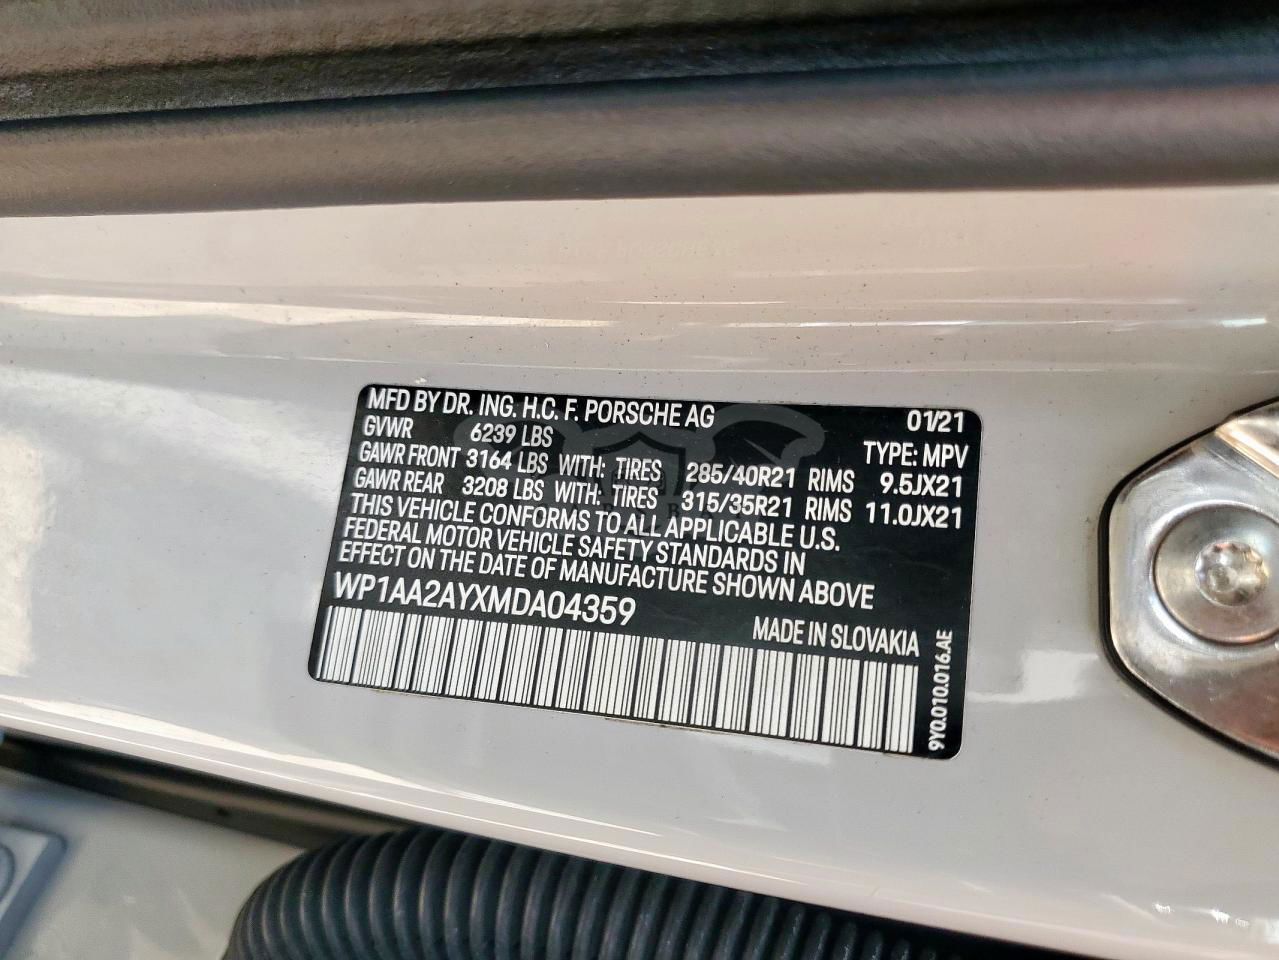 MFD BY DR. ING. H.C. F. PORSCHE AG 01/21
GVWR 6239 LBS TYPE: MPV
GAWR FRONT 3164 LBS WITH: TIRES 285/40R21 RIMS 9.5JX21
GAWR REAR 3208 LBS WITH: TIRES 315/35R21 RIMS 11.0JX21
THIS VEHICLE CONFORMS TO ALL APPLICABLE U.S.
FEDERAL MOTOR VEHICLE SAFETY STANDARDS IN
EFFECT ON THE DATE OF MANUFACTURE SHOWN ABOVE
WP1AA2AYXMDA04359
MADE IN SLOVAKIA
9Y0.010.016.AE